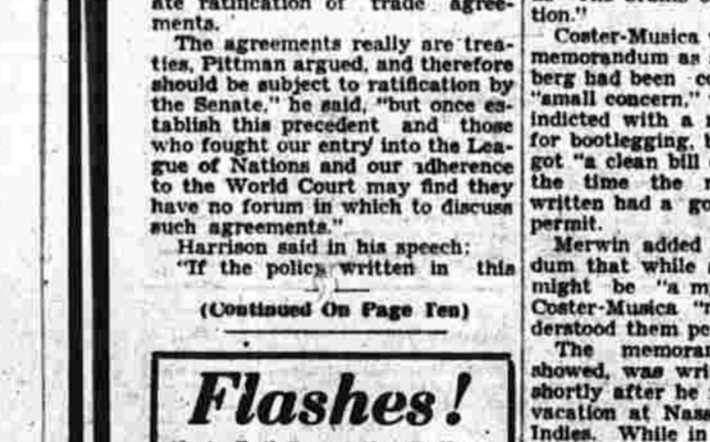 ate ratification of trade agree-
ments.
The agreements really are trea-
ties, Pittman argued, and therefore
should be subject to ratification by
the Senate," he said, "but once es-
tablish this precedent and those
who fought our entry into the Lea-
gue of Nations and our adherence
to the World Court may find they
have no forum in which to discuss
such agreements."
Harrison said in his speech:
"If the policy written in this
(Continued On Page Ten)
Flashes!
tion."
Coster-Musica
memorandum as
berg had been
"small concern,"
indicted with a
for bootlegging,
got "a clean bill
the time the
written had a
permit.
Merwin added
dum that while
might be "a
Coster-Musica
derstood them
The
showed, was
shortly after he
vacation at
Indies. While in